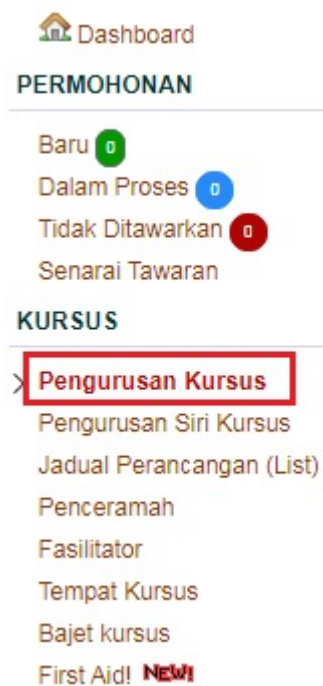 Dashboard
PERMOHONAN
Baru 0
Dalam Proses 0
Tidak Ditawarkan 0
Senarai Tawaran
KURSUS
Pengurusan Kursus
Pengurusan Siri Kursus
Jadual Perancangan (List)
Penceramah
Fasilitator
Tempat Kursus
Bajet kursus
First Aid! NEW!